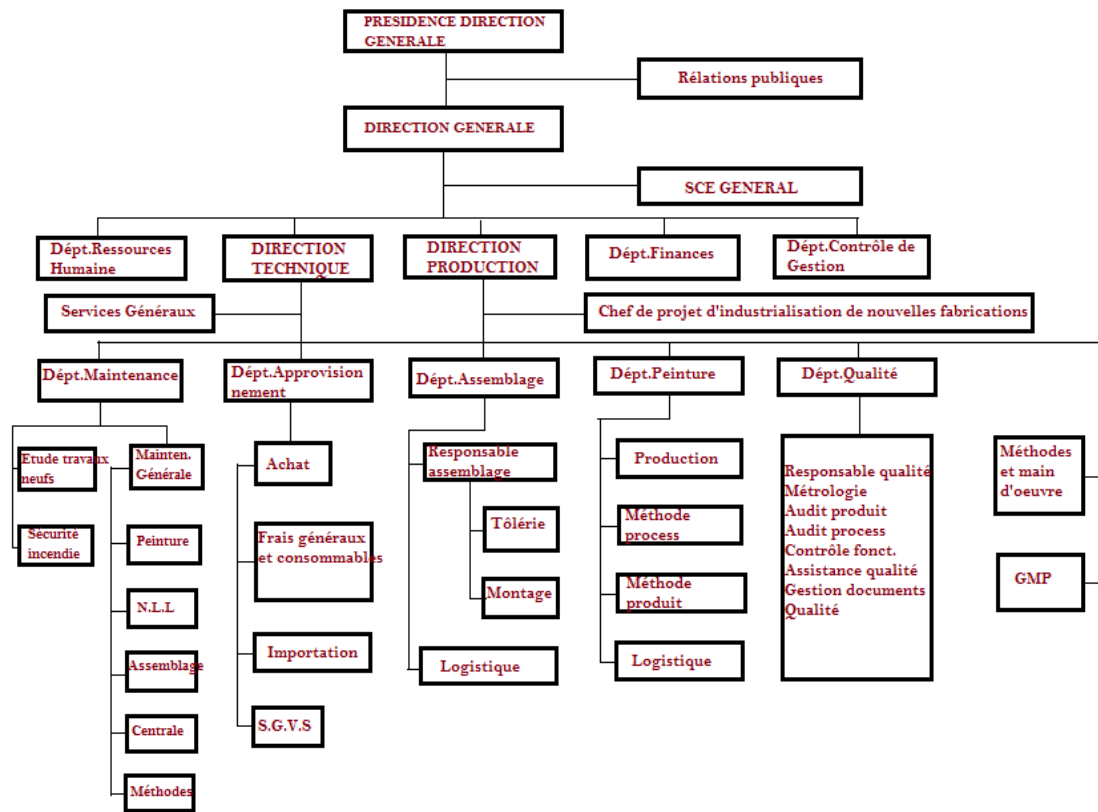 PRESIDENCE DIRECTION
GENERALE
Rélations publiques
DIRECTION GENERALE
SCE GENERAL
Dépt.Ressources
Humaine
DIRECTION
TECHNIQUE
DIRECTION
PRODUCTION
Dépt.Finances
Dépt.Contrôle de
Gestion
Services Généraux
Chef de projet d'industrialisation de nouvelles fabrications
Dépt.Maintenance
Dépt.Approvision
nement
Dépt.Assemblage
Dépt.Peinture
Dépt.Qualité
Etude travaux
neufs
Sécurité
incendie
Mainten.
Générale
Peinture
N.L.L
Assemblage
Centrale
Méthodes
Achat
Frais généraux
et consommables
Importation
S.G.V.S
Responsable
assemblage
Tôlérie
Montage
Logistique
Production
Méthode
process
Méthode
produit
Logistique
Responsable qualité
Métrologie
Audit produit
Audit process
Contrôle fonct.
Assistance qualité
Gestion documents
Qualité
Méthodes
et main
d'oeuvre
GMP